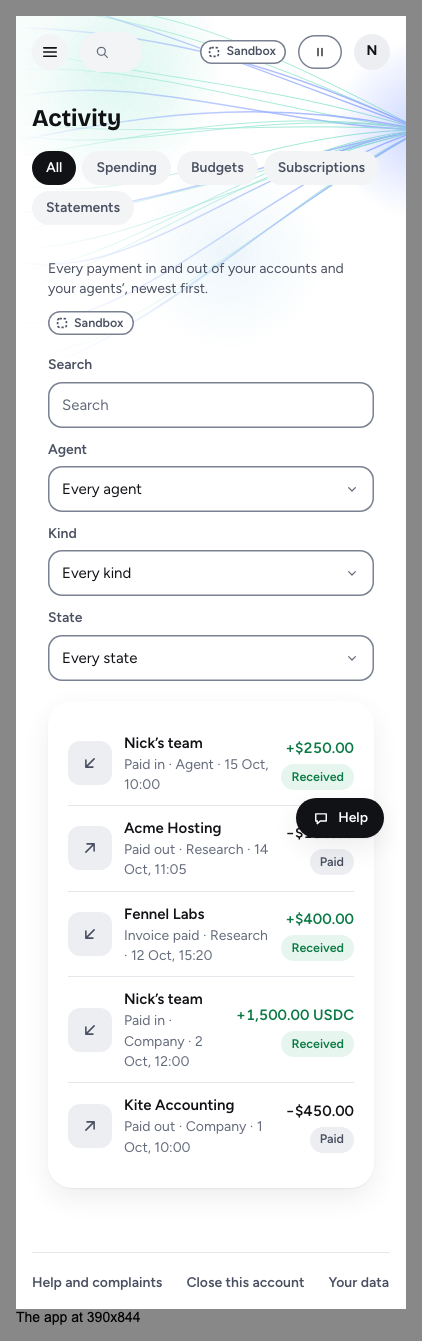 Sandbox
N
Activity
All
Spending
Budgets
Subscriptions
Statements
Every payment in and out of your accounts and
your agents’, newest first.
Sandbox
Search
Search
Agent
Every agent
Kind
Every kind
State
Every state
Nick’s team
+$250.00
Paid in · Agent · 15 Oct,
10:00
Received
Help
Acme Hosting
Paid out · Research · 14
Oct, 11:05
Paid
Fennel Labs
+$400.00
Invoice paid · Research
· 12 Oct, 15:20
Received
Nick’s team
+1,500.00 USDC
Paid in ·
Company · 2
Oct, 12:00
Received
Kite Accounting
−$450.00
Paid out · Company · 1
Oct, 10:00
Paid
Help and complaints
Close this account
Your data
The app at 390x844